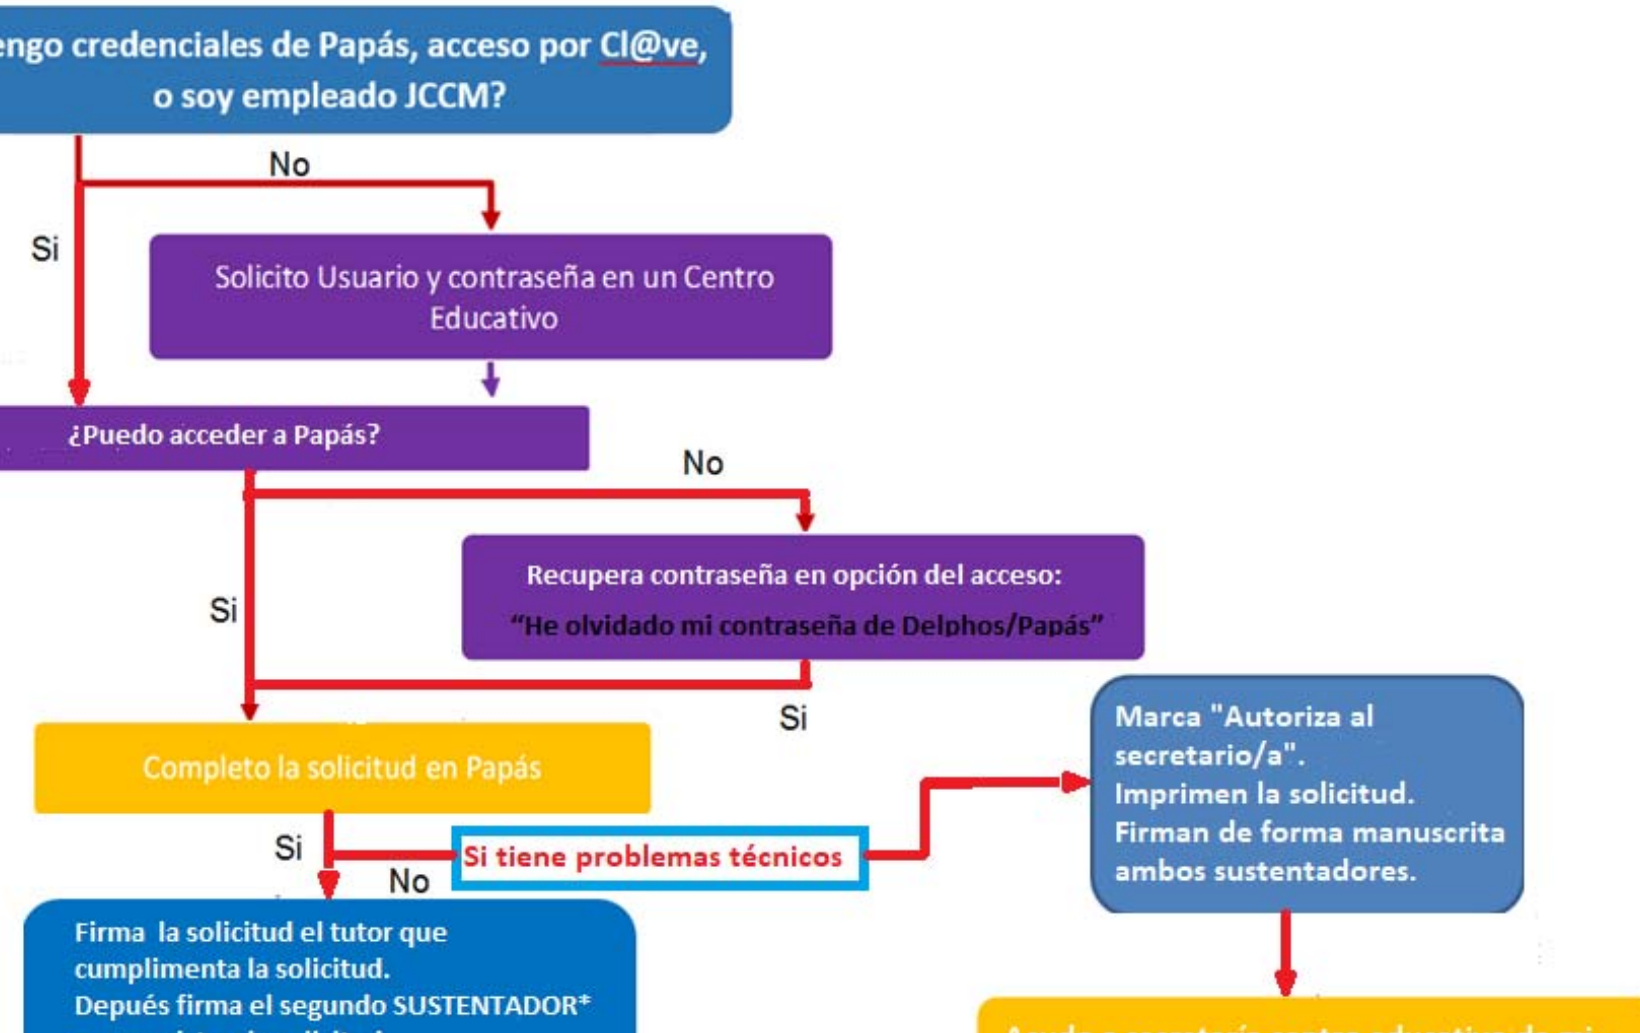 engo credenciales de Papás, acceso por Cl@ve,
o soy empleado JCCM?
No
Si
Solicito Usuario y contraseña en un Centro
Educativo
¿Puedo acceder a Papás?
No
Si
Recupera contraseña en opción del acceso:
“He olvidado mi contraseña de Delphos/Papás”
Si
Completo la solicitud en Papás
Marca "Autoriza al
secretario/a".
Imprimen la solicitud.
Firman de forma manuscrita
ambos sustentadores.
Si
Si tiene problemas técnicos
No
Firma la solicitud el tutor que
cumplimenta la solicitud.
Depués firma el segundo SUSTENTADOR*